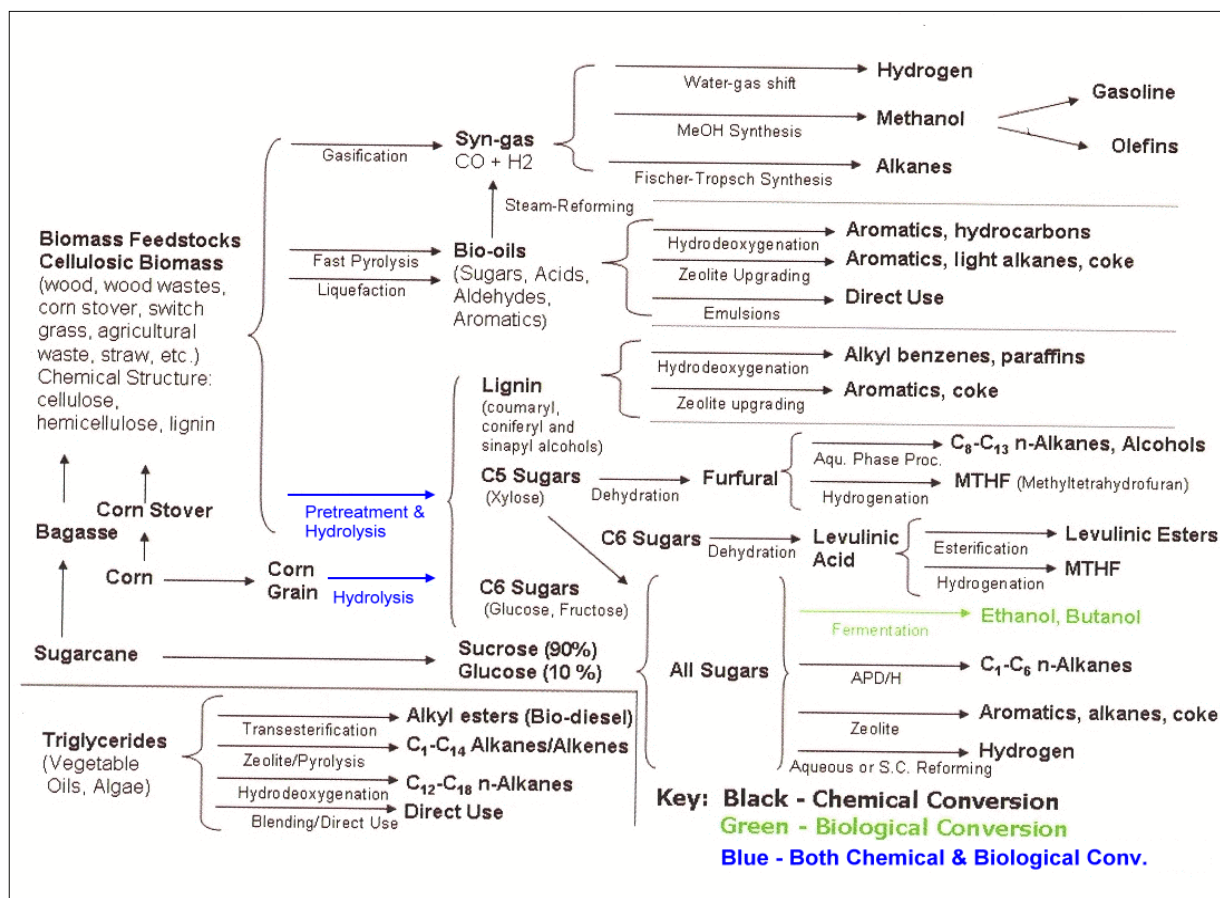 Hydrogen
Water-gas shift
Gasoline
Methanol
MeOH Synthesis
Olefins
Syn-gas
CO + H2
Gasification
Alkanes
Fischer-Tropsch Synthesis
Steam-Reforming
Biomass Feedstocks
Cellulosic Biomass
(wood, wood wastes,
corn stover, switch
grass, agricultural
waste, straw, etc.)
Chemical Structure:
cellulose,
hemicellulose, lignin
Fast Pyrolysis
Liquefaction
Bio-oils
(Sugars, Acids,
Aldehydes,
Aromatics)
Aromatics, hydrocarbons
Hydrodeoxygenation
Aromatics, light alkanes, coke
Zeolite Upgrading
Direct Use
Emulsions
Lignin
(coumaryl,
coniferyl and
sinapyl alcohols)
Alkyl benzenes, paraffins
Hydrodeoxygenation
Aromatics, coke
Zeolite upgrading
C5 Sugars
(Xylose)
Dehydration
Furfural
C8-C13 n-Alkanes, Alcohols
Aqu. Phase Proc.
MTHF (Methyltetrahydrofuran)
Hydrogenation
Corn Stover
Bagasse
Pretreatment &
Hydrolysis
C6 Sugars
Dehydration
Levulinic
Acid
Levulinic Esters
Esterification
MTHF
Hydrogenation
Corn
Corn
Grain
Hydrolysis
C6 Sugars
(Glucose, Fructose)
Ethanol, Butanol
Fermentation
Sugarcane
Sucrose (90%)
Glucose (10 %)
All Sugars
C1-C6 n-Alkanes
APD/H
Aromatics, alkanes, coke
Zeolite
Hydrogen
Aqueous or S.C. Reforming
Triglycerides
(Vegetable
Oils, Algae)
Alkyl esters (Bio-diesel)
Transesterification
C1-C14 Alkanes/Alkenes
Zeolite/Pyrolysis
C12-C18 n-Alkanes
Hydrodeoxygenation
Direct Use
Blending/Direct Use
Key: Black - Chemical Conversion
Green - Biological Conversion
Blue - Both Chemical & Biological Conv.